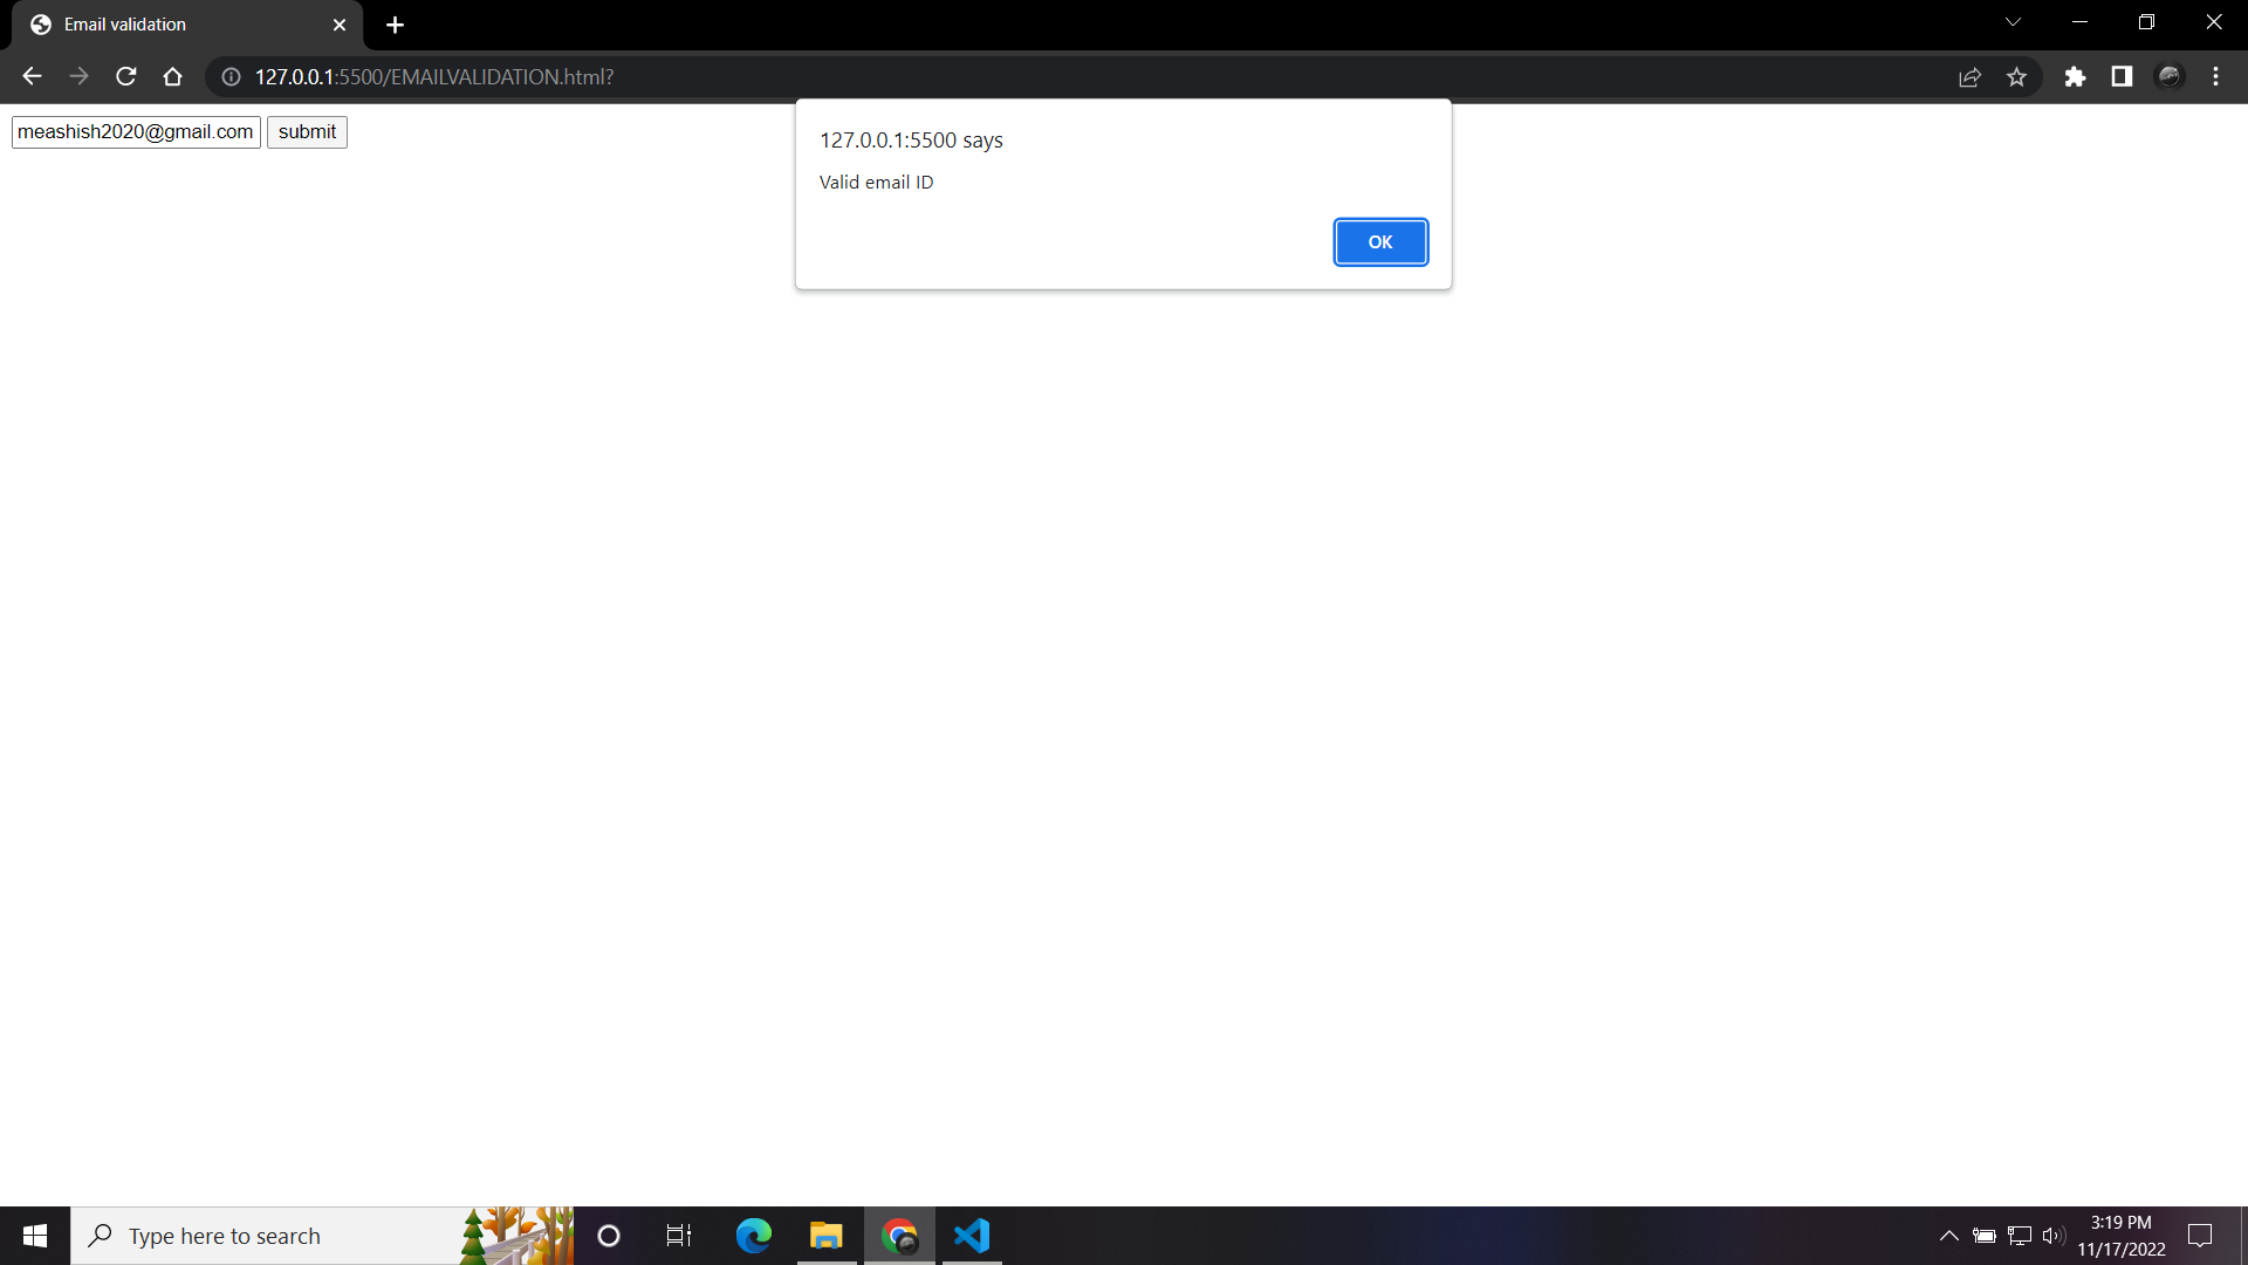 Email validation
127.0.0.1:5500/EMAILVALIDATION.html?
meashish2020@gmail.com submit
127.0.0.1:5500 says
Valid email ID
OK
Type here to search
3:19 PM
11/17/2022